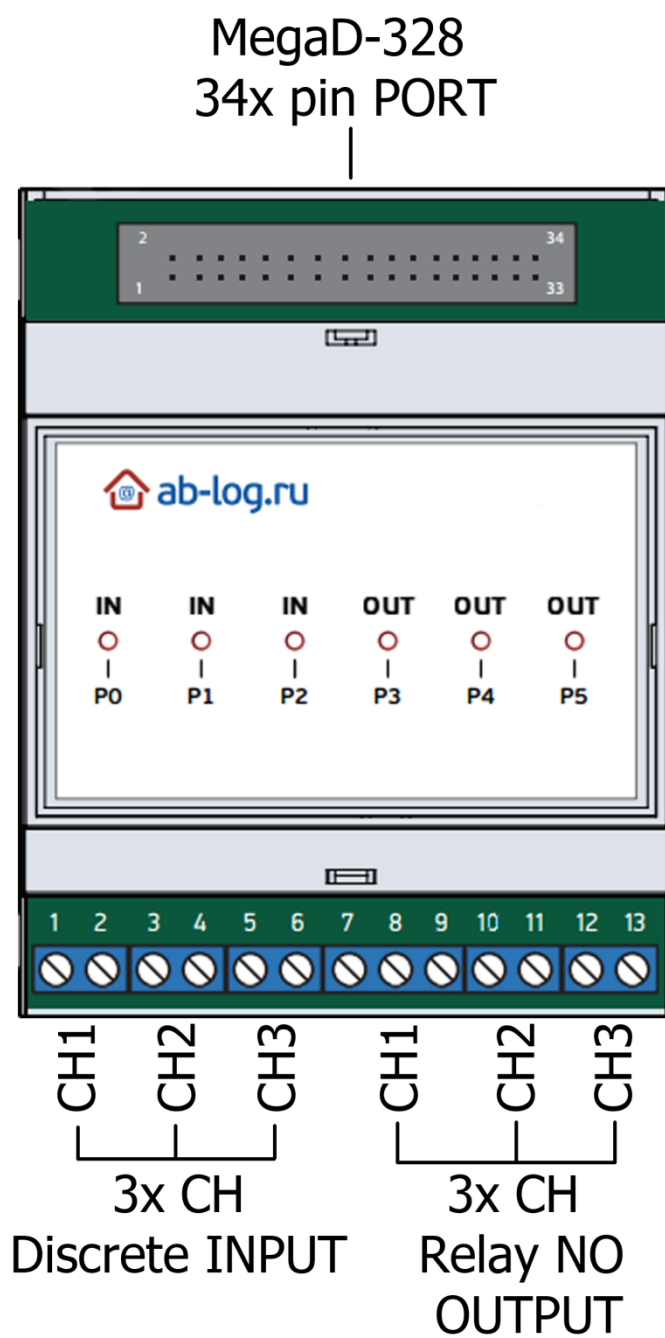 MegaD-328
34x pin PORT
2 34
1 33
@ ab-log.ru
IN IN IN OUT OUT OUT
P0 P1 P2 P3 P4 P5
1 2 3 4 5 6 7 8 9 10 11 12 13
CH1 CH2 CH3 CH1 CH2 CH3
3x CH
Discrete INPUT
3x CH
Relay NO
OUTPUT